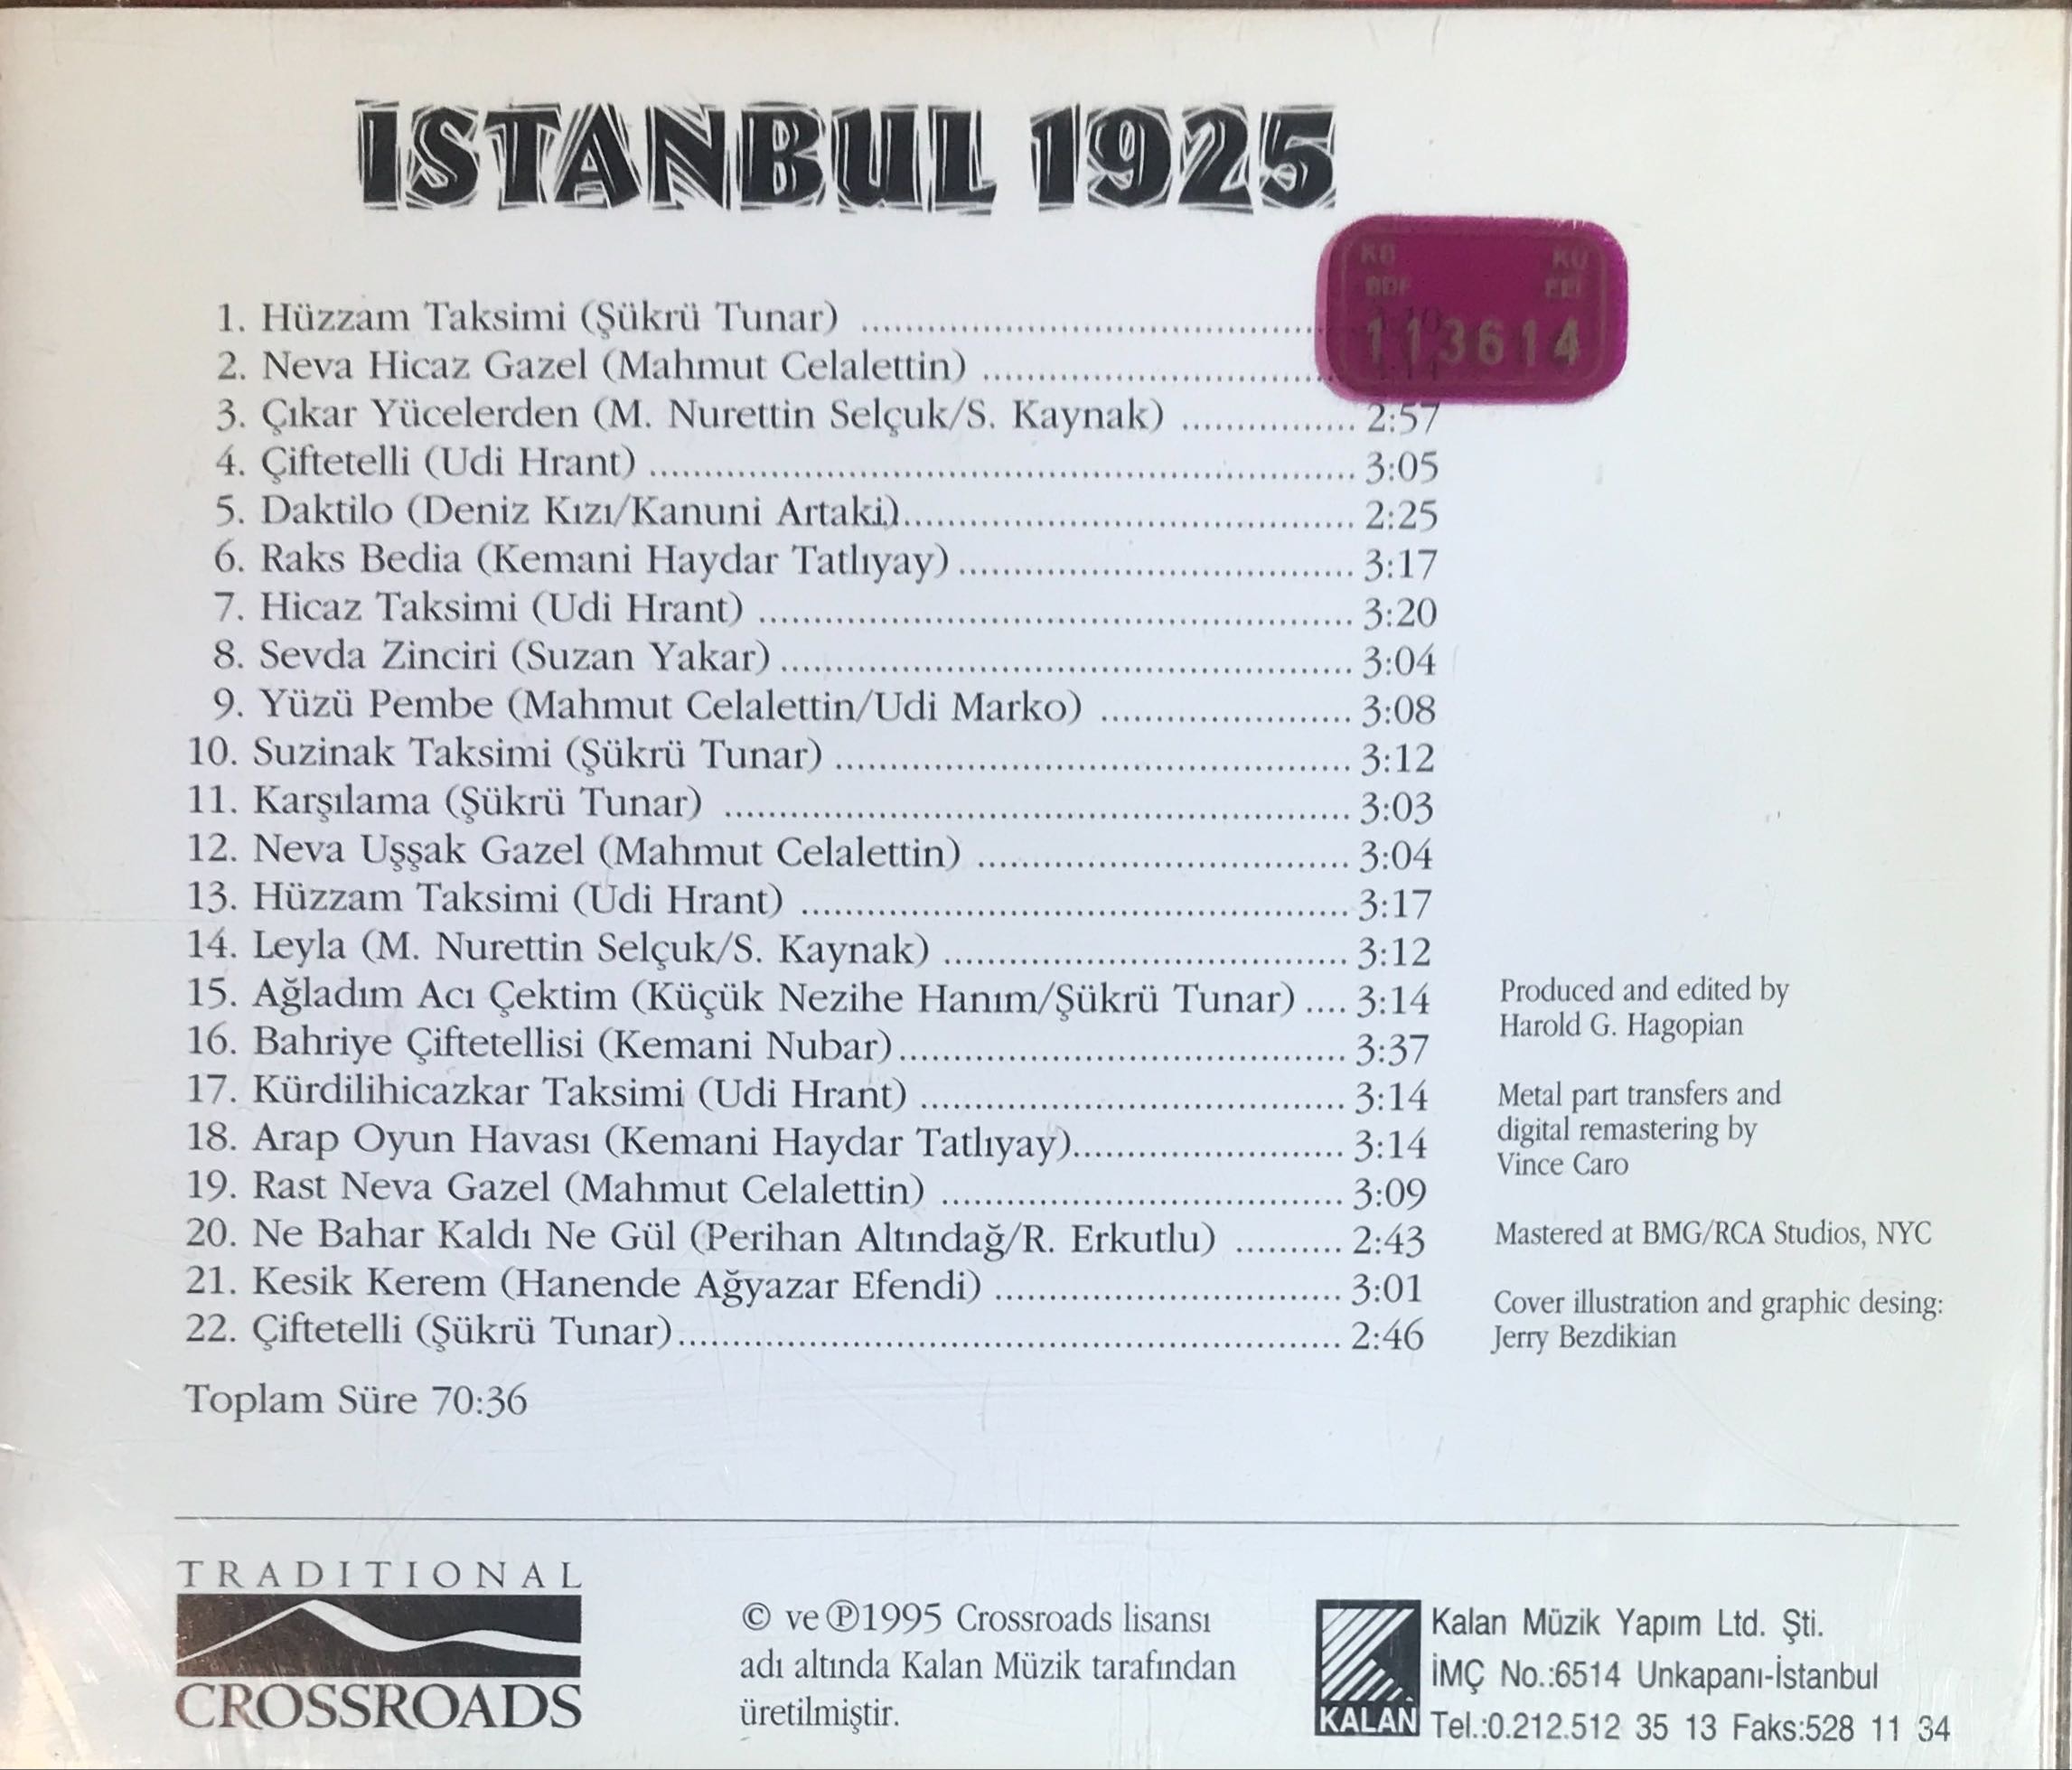 İSTANBUL 1925
1. Hüzzam Taksimi (Şükrü Tunar) ........................................
2. Neva Hicaz Gazel (Mahmut Celalettin) ..............................
3. Çıkar Yücelerden (M. Nurettin Selçuk/S. Kaynak) ................ 2:57
4. Çiftetelli (Udi Hrant) ................................................ 3:05
5. Daktilo (Deniz Kızı/Kanuni Artaki)................................ 2:25
6. Raks Bedia (Kemani Haydar Tatlıyay) ............................ 3:17
7. Hicaz Taksimi (Udi Hrant) .......................................... 3:20
8. Sevda Zinciri (Suzan Yakar) ........................................ 3:04
9. Yüzü Pembe (Mahmut Celalettin/Udi Marko) .................. 3:08
10. Suzinak Taksimi (Şükrü Tunar) .................................... 3:12
11. Karşılama (Şükrü Tunar) ............................................ 3:03
12. Neva Uşşak Gazel (Mahmut Celalettin) .......................... 3:04
13. Hüzzam Taksimi (Udi Hrant) ...................................... 3:17
14. Leyla (M. Nurettin Selçuk/S. Kaynak) ............................ 3:12
15. Ağladım Acı Çektim (Küçük Nezihe Hanım/Şükrü Tunar) .... 3:14
16. Bahriye Çiftetellisi (Kemani Nubar)................................ 3:37
17. Kürdilihicazkar Taksimi (Udi Hrant) .............................. 3:14
18. Arap Oyun Havası (Kemani Haydar Tatlıyay).................... 3:14
19. Rast Neva Gazel (Mahmut Celalettin) ............................ 3:09
20. Ne Bahar Kaldı Ne Gül (Perihan Altındağ/R. Erkutlu) .......... 2:43
21. Kesik Kerem (Hanende Ağyazar Efendi) ........................ 3:01
22. Çiftetelli (Şükrü Tunar)................................................ 2:46
Toplam Süre 70:36
113614
Produced and edited by
Harold G. Hagopian
Metal part transfers and
digital remastering by
Vince Caro
Mastered at BMG/RCA Studios, NYC
Cover illustration and graphic desing:
Jerry Bezdikian
TRADITIONAL
CROSSROADS
© ve ℗1995 Crossroads lisansı
adı altında Kalan Müzik tarafından
üretilmiştir.
KALAN
Kalan Müzik Yapım Ltd. Şti.
İMÇ No.:6514 Unkapanı-İstanbul
Tel.:0.212.512 35 13 Faks:528 11 34